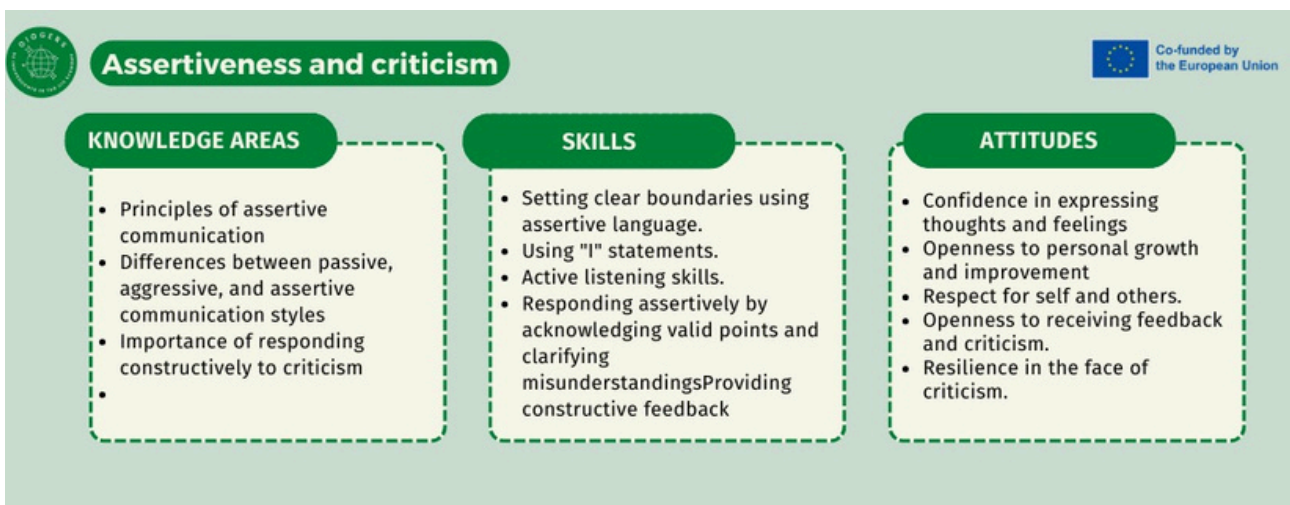 DIOGENES
Assertiveness and criticism
Co-funded by
the European Union
KNOWLEDGE AREAS
• Principles of assertive
communication
• Differences between passive,
aggressive, and assertive
communication styles
• Importance of responding
constructively to criticism
•
SKILLS
• Setting clear boundaries using
assertive language.
• Using "I" statements.
• Active listening skills.
• Responding assertively by
acknowledging valid points and
clarifying
misunderstandingsProviding
constructive feedback
ATTITUDES
• Confidence in expressing
thoughts and feelings
• Openness to personal growth
and improvement
• Respect for self and others.
• Openness to receiving feedback
and criticism.
• Resilience in the face of
criticism.